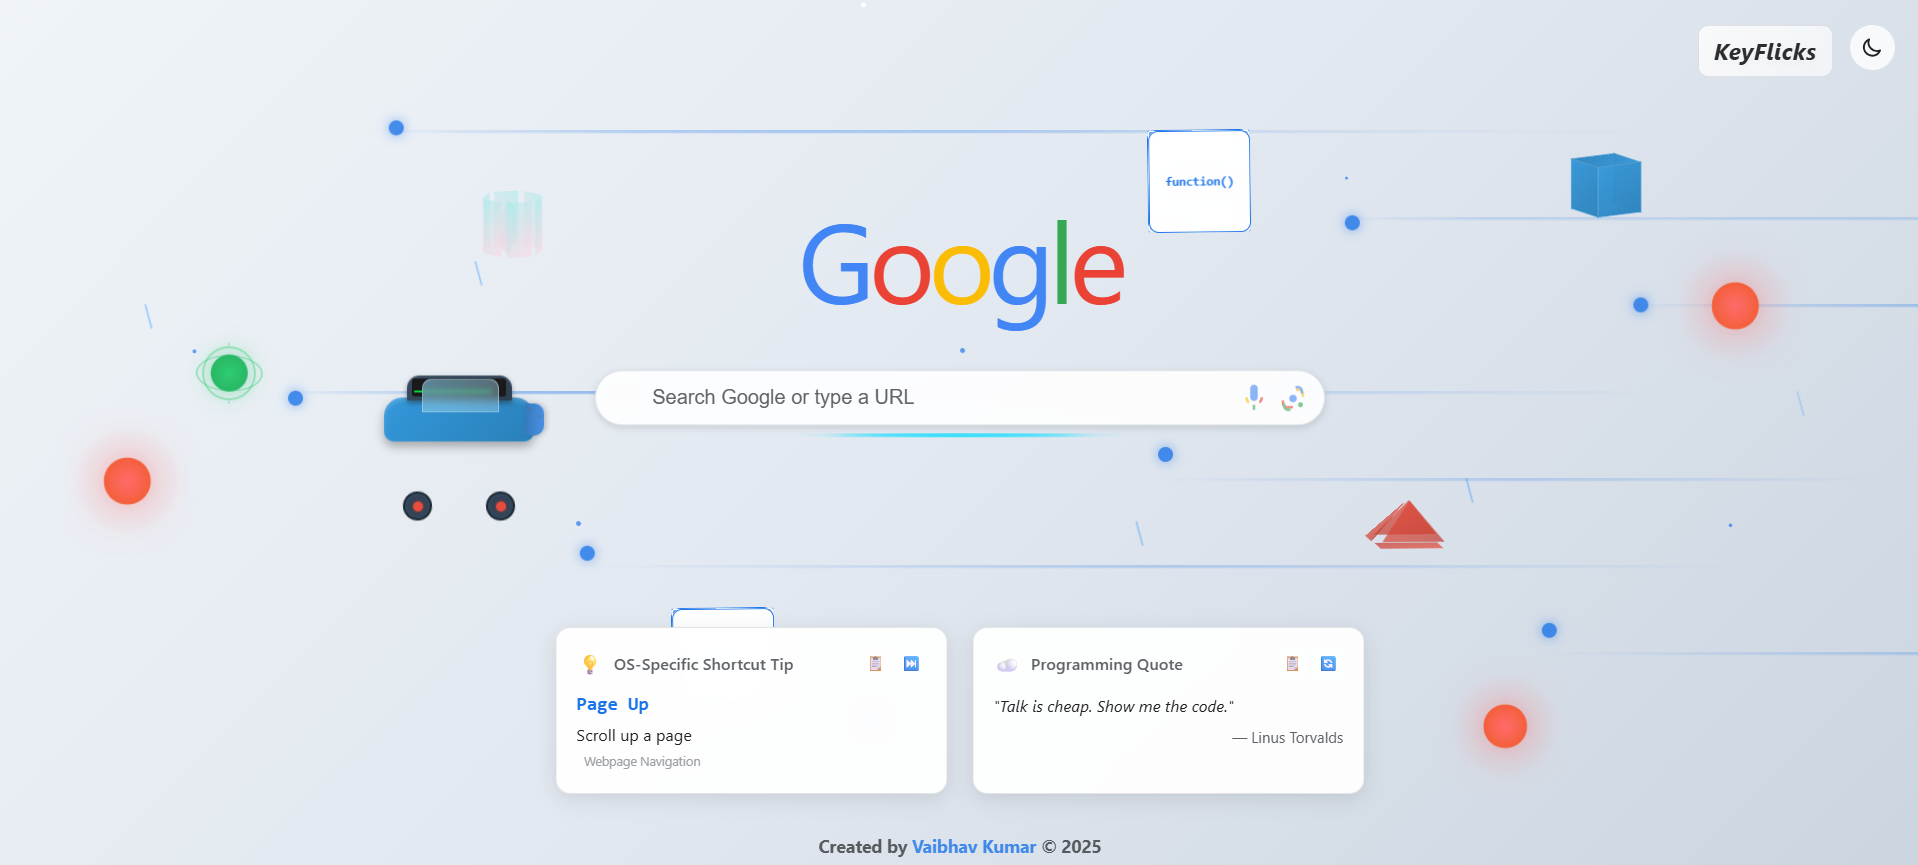 KeyFlicks
function()
Google
Search Google or type a URL
OS-Specific Shortcut Tip
Page Up
Scroll up a page
Webpage Navigation
Programming Quote
"Talk is cheap. Show me the code."
— Linus Torvalds
Created by Vaibhav Kumar © 2025